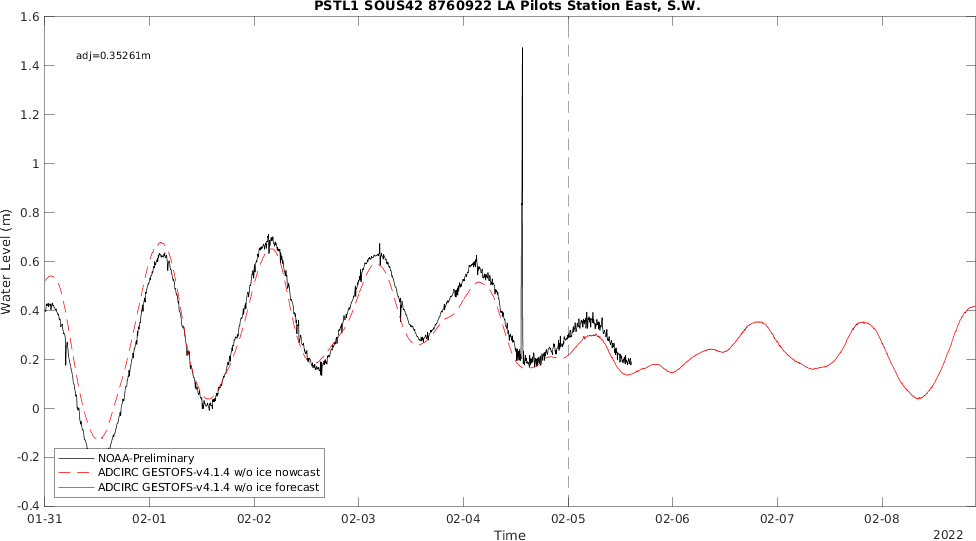 PSTL1 SOUS42 8760922 LA Pilots Station East, S.W.
1.6
adj=0.35261m
1.4
1.2
1
0.8
0.6
0.4
0.2
0
-0.2
-0.4
Water Level (m)
NOAA-Preliminary
ADCIRC GESTOFS-v4.1.4 w/o ice nowcast
ADCIRC GESTOFS-v4.1.4 w/o ice forecast
01-31 02-01 02-02 02-03 02-04 02-05 02-06 02-07 02-08
Time
2022